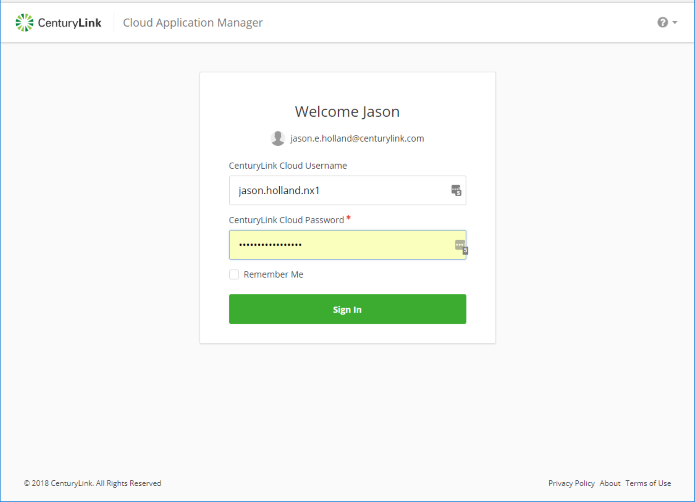 CenturyLink Cloud Application Manager
Welcome Jason
jason.e.holland@centurylink.com
CenturyLink Cloud Username
jason.holland.nx1
CenturyLink Cloud Password *
••••••••••••••••
Remember Me
Sign In
© 2018 CenturyLink. All Rights Reserved Privacy Policy About Terms of Use